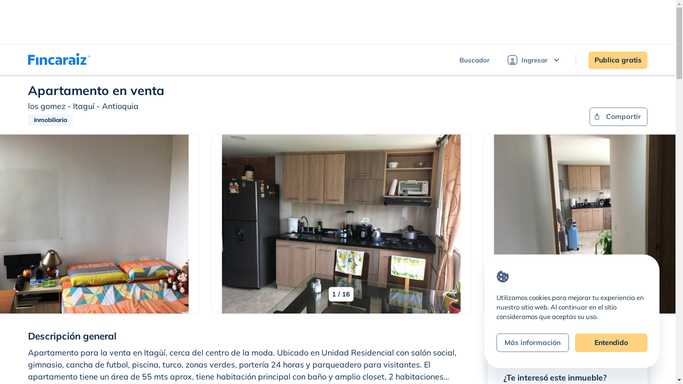 Fincaraiz
Buscador
Ingresar
Publica gratis
Apartamento en venta
los gomez - Itaguí - Antioquia
Inmobiliaria
Compartir
1 / 16
Utilizamos cookies para mejorar tu experiencia en
nuestro sitio web. Al continuar en el sitio
consideramos que aceptas su uso.
Más información
Entendido
Descripción general
Apartamento para la venta en Itagüí, cerca del centro de la moda. Ubicado en Unidad Residencial con salón social,
gimnasio, cancha de futbol, piscina, turco, zonas verdes, portería 24 horas y parqueadero para visitantes. El
apartamento tiene un área de 55 mts aprox, tiene habitación principal con baño y amplio closet, 2 habitaciones...
¿Te interesó este inmueble?